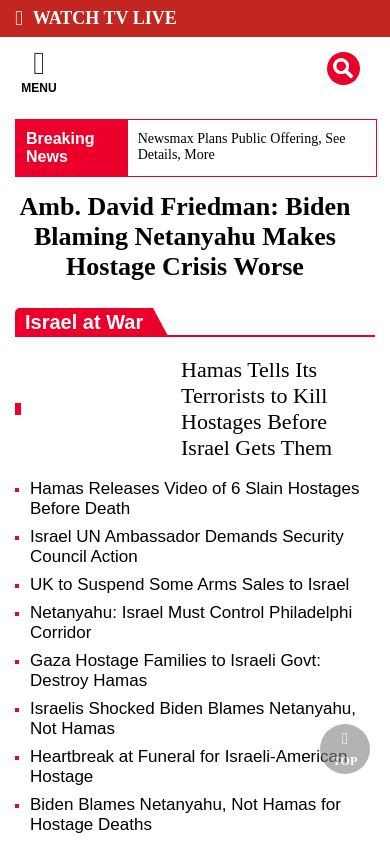 WATCH TV LIVE
MENU
Breaking
News
Newsmax Plans Public Offering, See
Details, More
Amb. David Friedman: Biden
Blaming Netanyahu Makes
Hostage Crisis Worse
Israel at War
Hamas Tells Its
Terrorists to Kill
Hostages Before
Israel Gets Them
Hamas Releases Video of 6 Slain Hostages
Before Death
Israel UN Ambassador Demands Security
Council Action
UK to Suspend Some Arms Sales to Israel
Netanyahu: Israel Must Control Philadelphi
Corridor
Gaza Hostage Families to Israeli Govt:
Destroy Hamas
Israelis Shocked Biden Blames Netanyahu,
Not Hamas
Heartbreak at Funeral for Israeli-American
Hostage
TOP
Biden Blames Netanyahu, Not Hamas for
Hostage Deaths